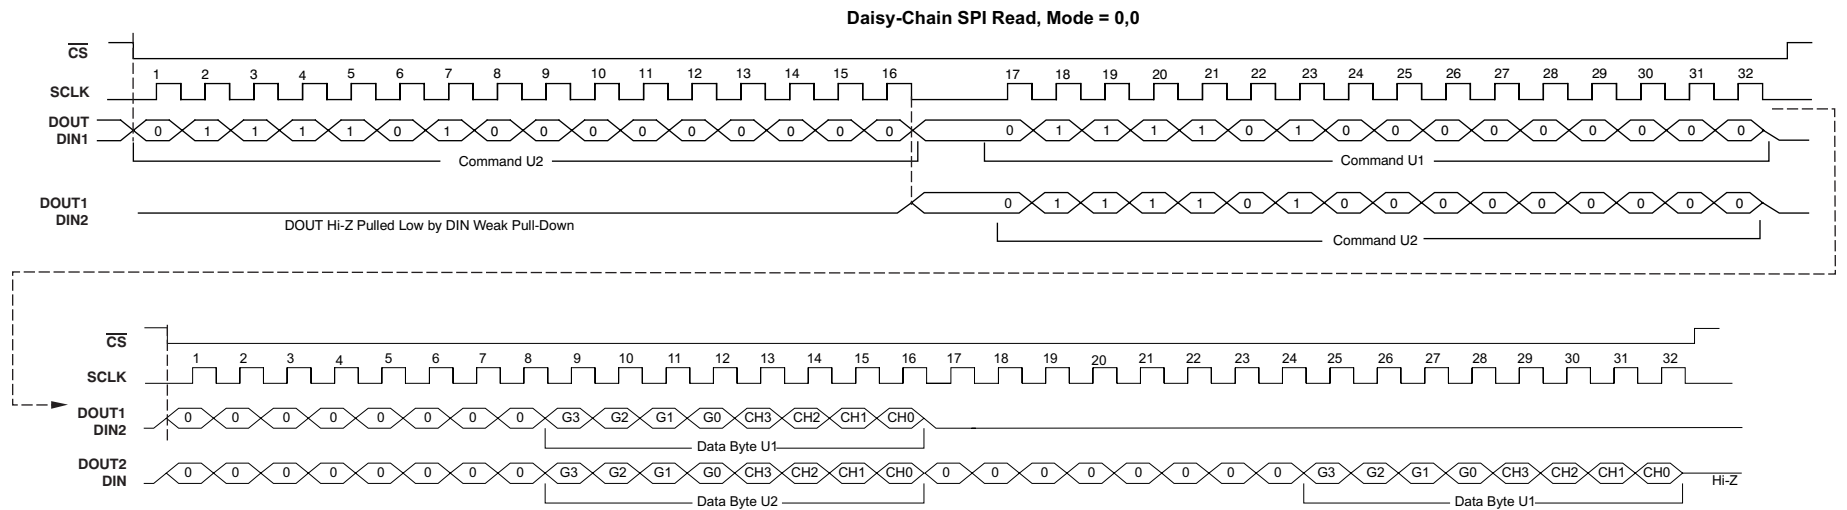 Daisy-Chain SPI Read, Mode = 0,0
CS
1 2 3 4 5 6 7 8 9 10 11 12 13 14 15 16 17 18 19 20 21 22 23 24 25 26 27 28 29 30 31 32
SCLK
DOUT
DIN1
0 1 1 1 1 0 1 0 0 0 0 0 0 0 0 0 0 1 1 1 1 0 1 0 0 0 0 0 0 0 0 0
Command U2 Command U1
DOUT1
DIN2
0 1 1 1 1 0 1 0 0 0 0 0 0 0 0 0
DOUT Hi-Z Pulled Low by DIN Weak Pull-Down
Command U2
CS
1 2 3 4 5 6 7 8 9 10 11 12 13 14 15 16 17 18 19 20 21 22 23 24 25 26 27 28 29 30 31 32
SCLK
DOUT1
DIN2
0 0 0 0 0 0 0 0 G3 G2 G1 G0 CH3 CH2 CH1 CH0
Data Byte U1
DOUT2
DIN
0 0 0 0 0 0 0 0 G3 G2 G1 G0 CH3 CH2 CH1 CH0 0 0 0 0 0 0 0 0 G3 G2 G1 G0 CH3 CH2 CH1 CH0
Hi-Z
Data Byte U2 Data Byte U1